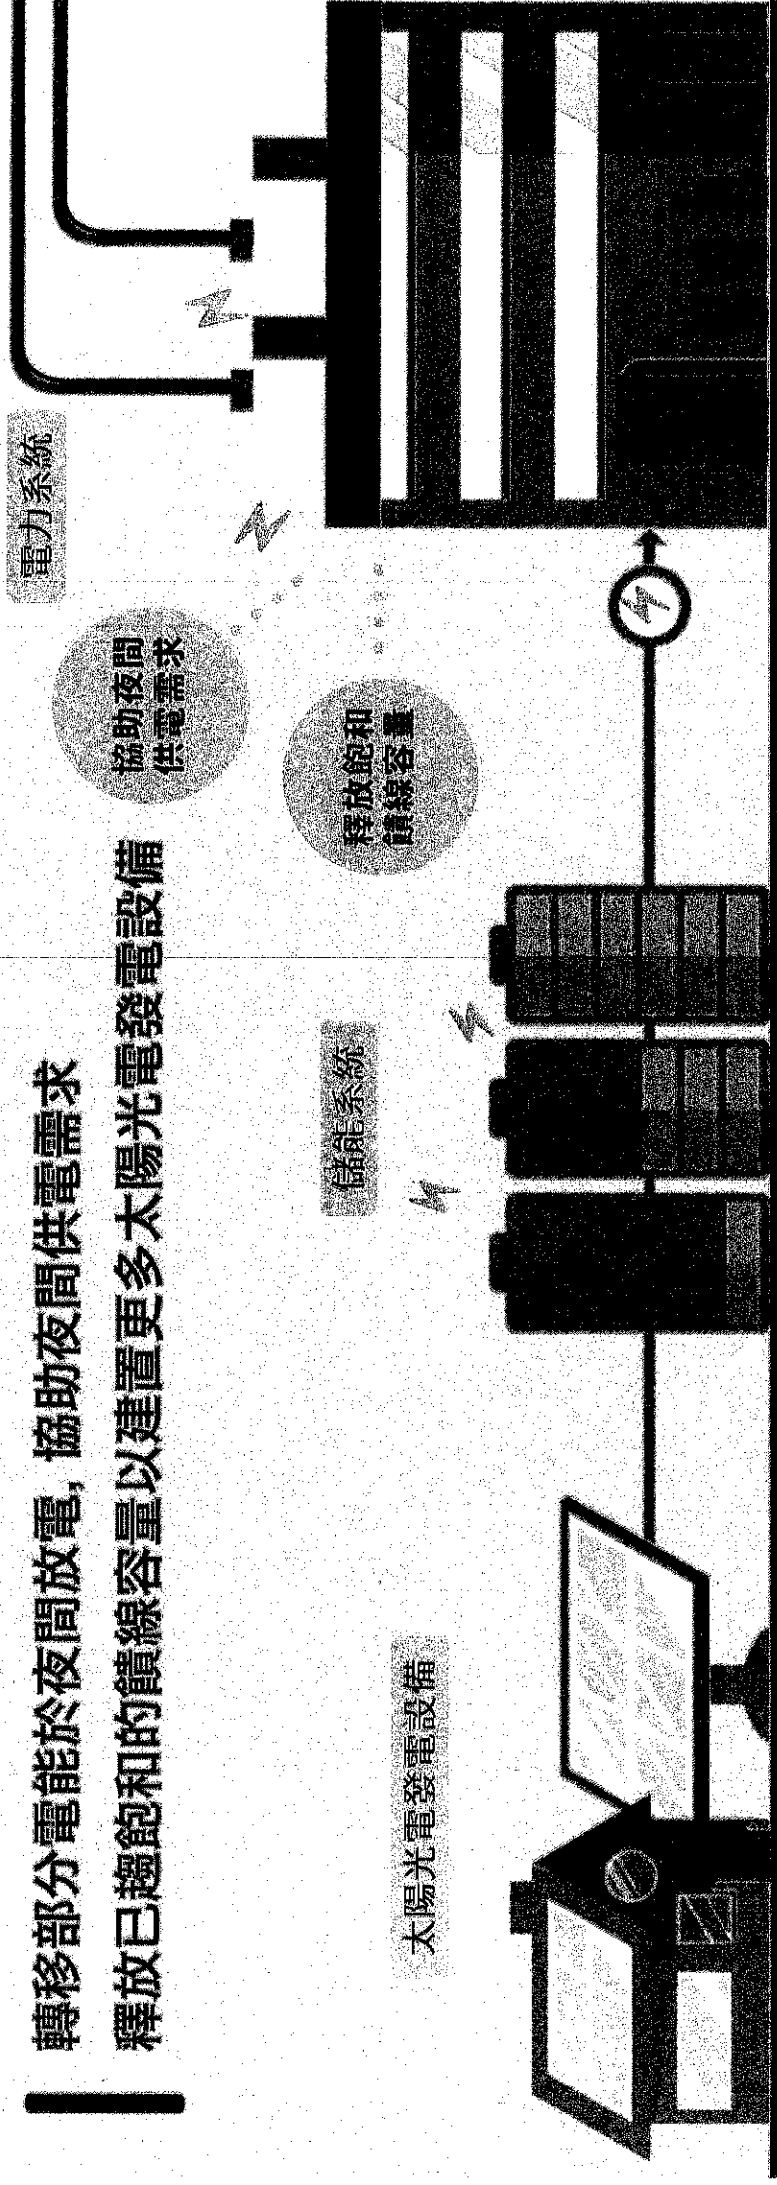 轉移部分電能於夜間放電，協助夜間供電需求
釋放已趨飽和的饋線容量以建置更多太陽光電發電設備
太陽光電發電設備
儲能系統
釋放飽和
饋線容量
協助夜間
供電需求
電力系統